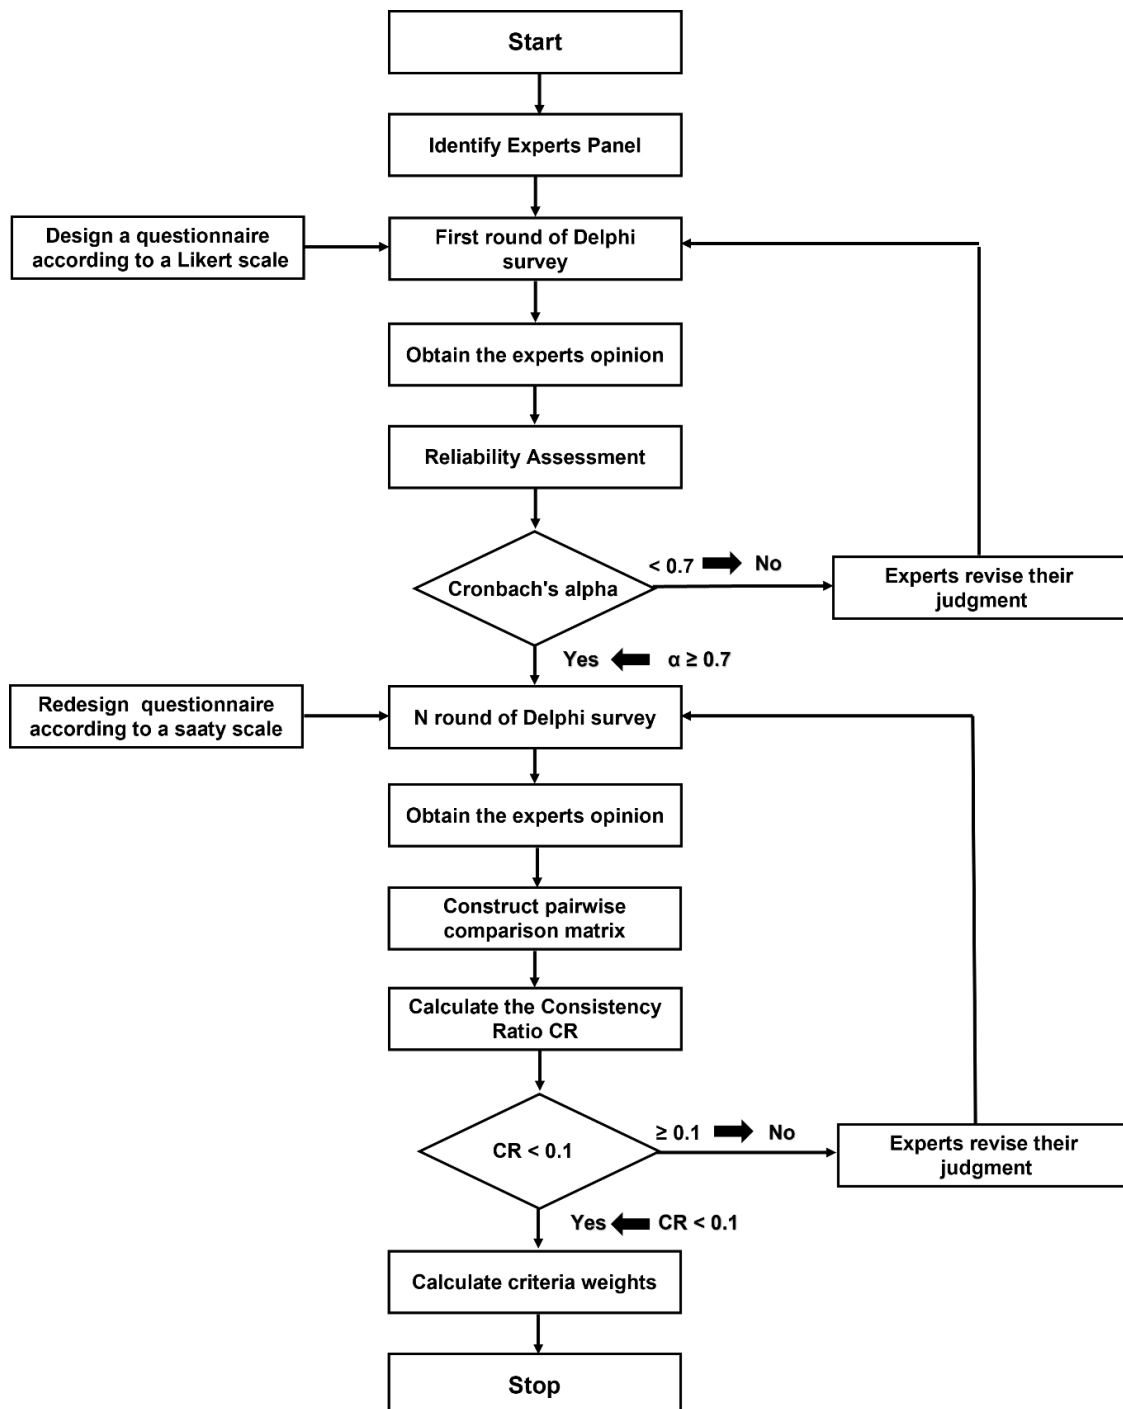 Start
Identify Experts Panel
Design a questionnaire
according to a Likert scale
First round of Delphi
survey
Obtain the experts opinion
Reliability Assessment
Cronbach's alpha
< 0.7 No
Experts revise their
judgment
Yes α ≥ 0.7
Redesign questionnaire
according to a saaty scale
N round of Delphi survey
Obtain the experts opinion
Construct pairwise
comparison matrix
Calculate the Consistency
Ratio CR
CR < 0.1
≥ 0.1 No
Experts revise their
judgment
Yes CR < 0.1
Calculate criteria weights
Stop